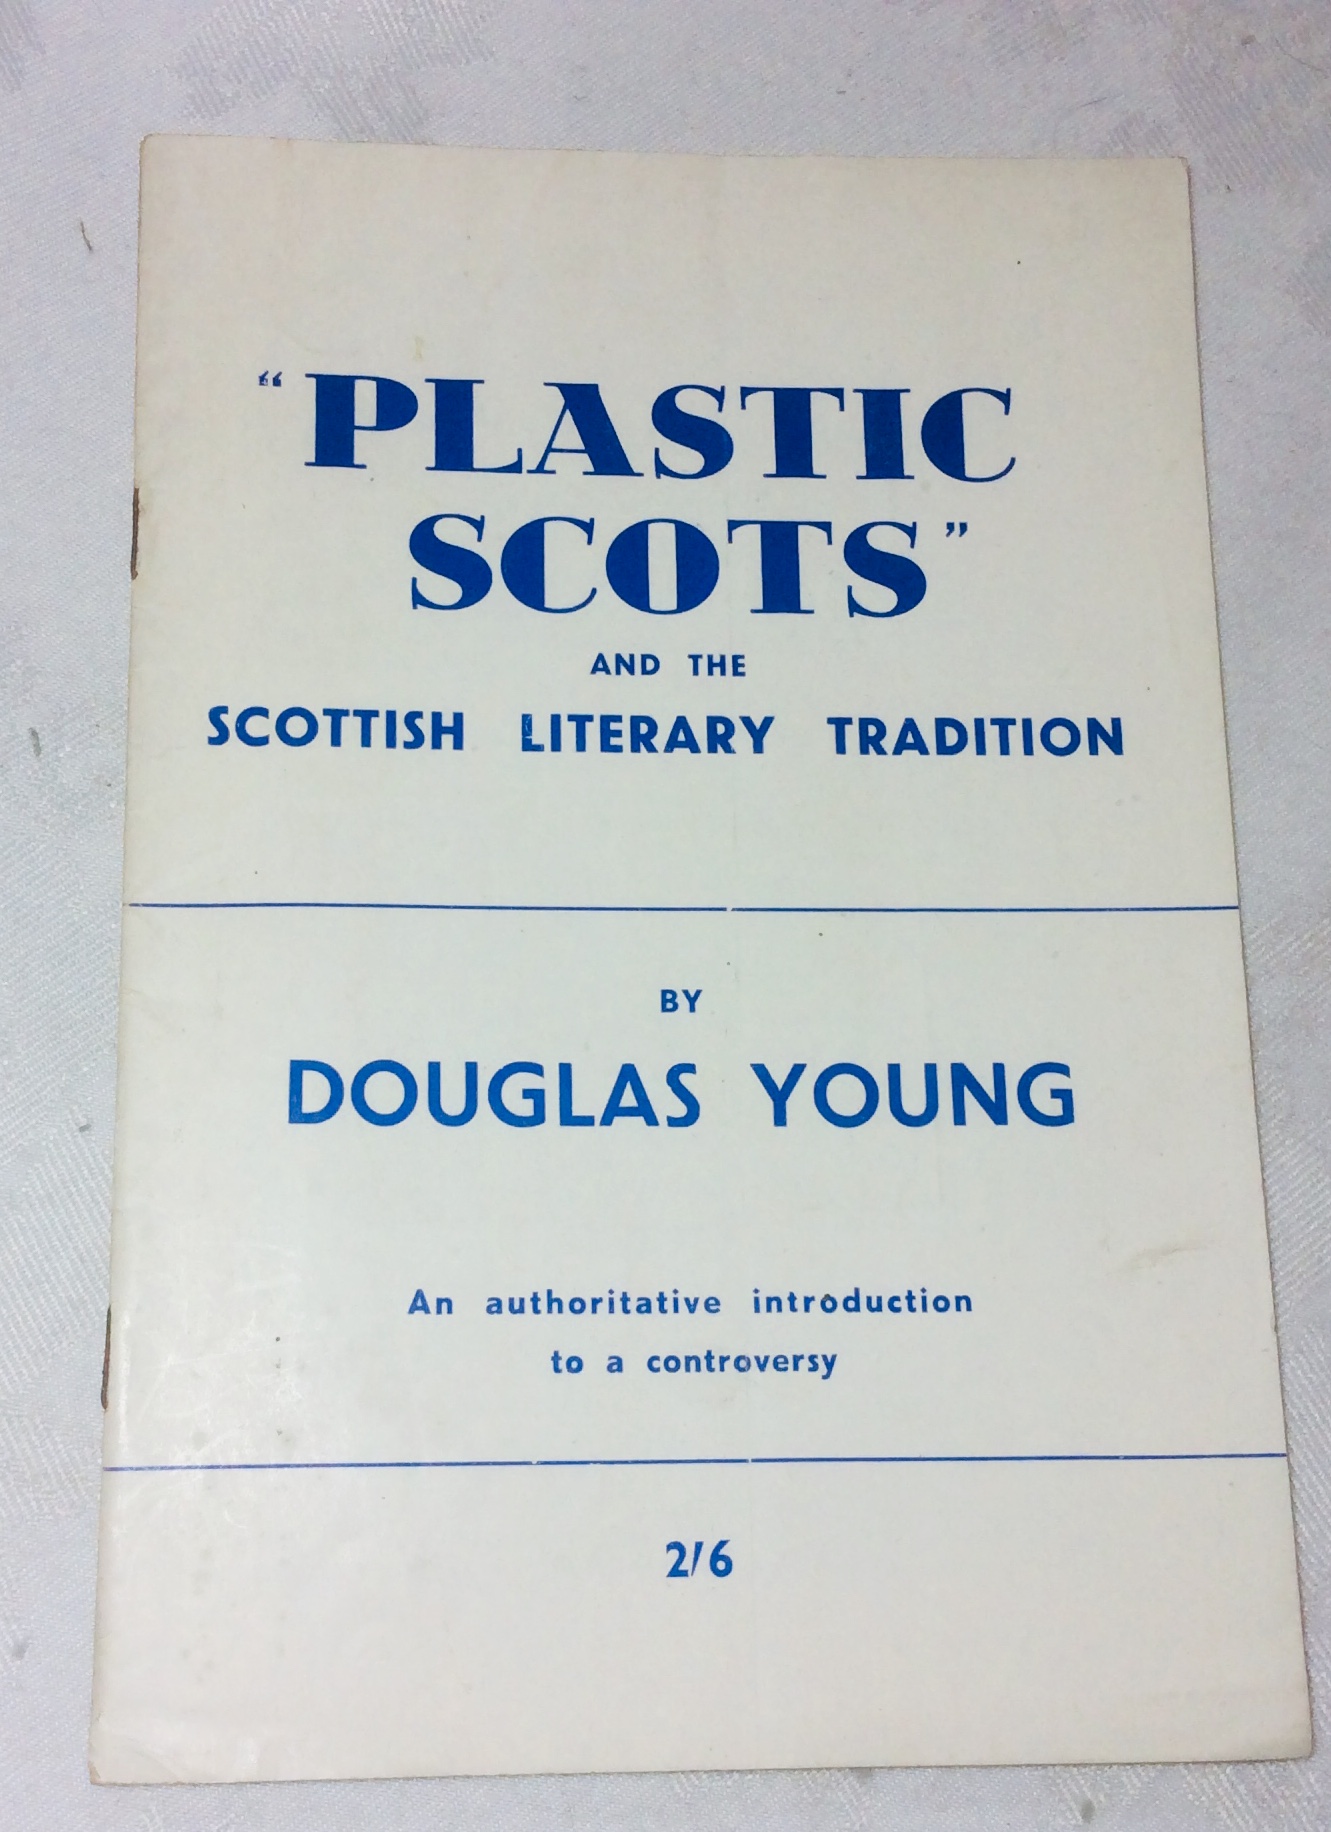 “PLASTIC
SCOTS”
AND THE
SCOTTISH LITERARY TRADITION
BY
DOUGLAS YOUNG
An authoritative introduction
to a controversy
2/6